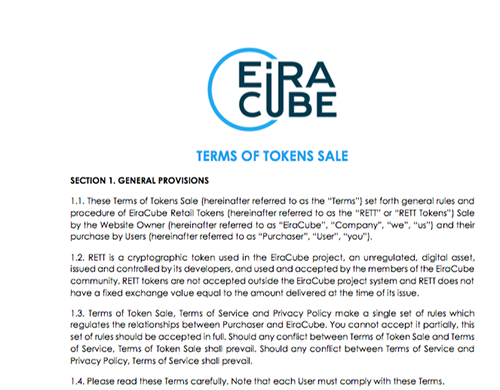 EiRA
CUBE
TERMS OF TOKENS SALE
SECTION 1. GENERAL PROVISIONS
1.1. These Terms of Tokens Sale (hereinafter referred to as the “Terms”) set forth general rules and
procedure of EiraCube Retail Tokens (hereinafter referred to as the “RETT” or “RETT Tokens”) Sale
by the Website Owner (hereinafter referred to as “EiraCube”, “Company”, “we”, “us”) and their
purchase by Users (hereinafter referred to as “Purchaser”, “User”, “you”).
1.2. RETT is a cryptographic token used in the EiraCube project, an unregulated, digital asset,
issued and controlled by its developers, and used and accepted by the members of the EiraCube
community. RETT tokens are not accepted outside the EiraCube project system and RETT does not
have a fixed exchange value equal to the amount delivered at the time of its issue.
1.3. Terms of Token Sale, Terms of Service and Privacy Policy make a single set of rules which
regulates the relationships between Purchaser and EiraCube. You cannot accept it partially, this
set of rules should be accepted in full. Should any conflict between Terms of Token Sale and Terms
of Service, Terms of Token Sale shall prevail. Should any conflict between Terms of Service and
Privacy Policy, Terms of Service shall prevail.
1.4. Please read these Terms carefully. Note that each User must comply with these Terms.